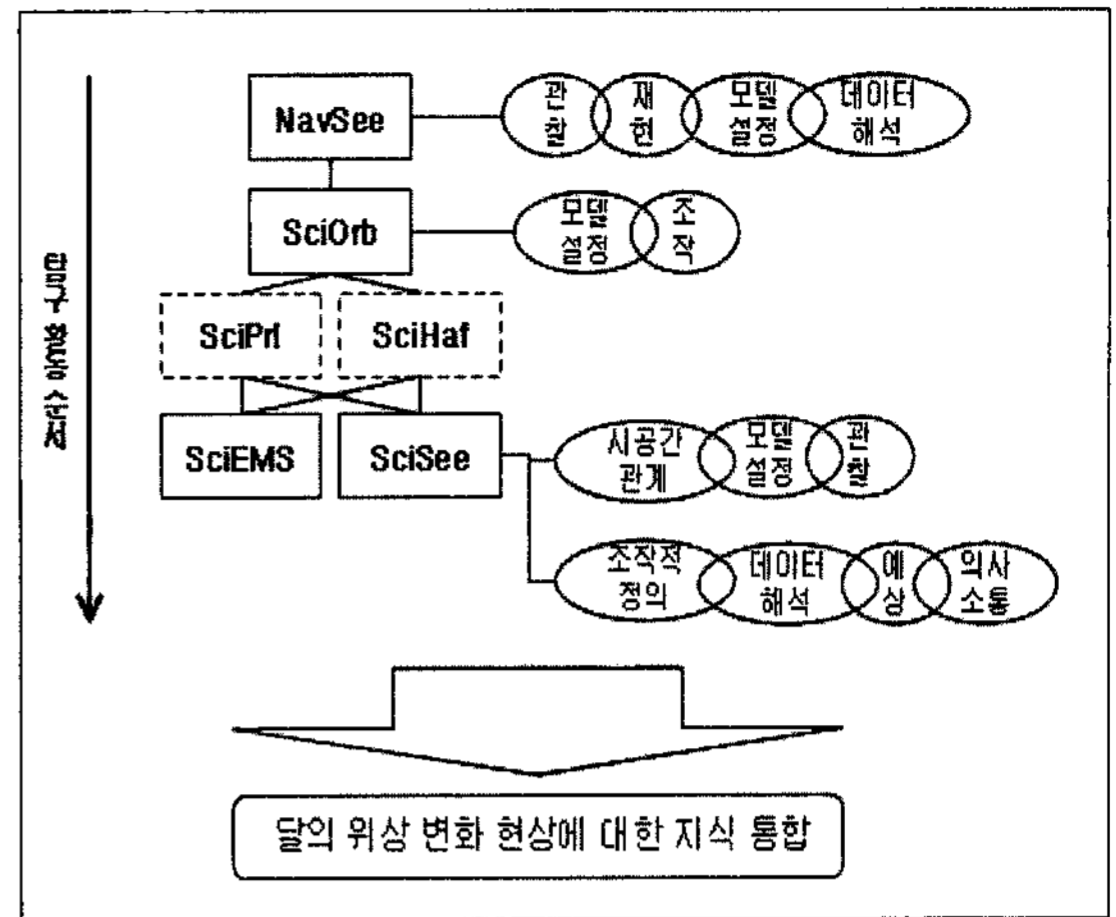 NavSee
관찰
재현
모델
설정
데이터
해석
SciOrb
모델
설정
조작
탐구 활동 순서
SciPrl
SciHaf
SciEMS
SciSee
시공간
관계
모델
설정
관찰
조작적
정의
데이터
해석
예상
의사
소통
달의 위상 변화 현상에 대한 지식 통합